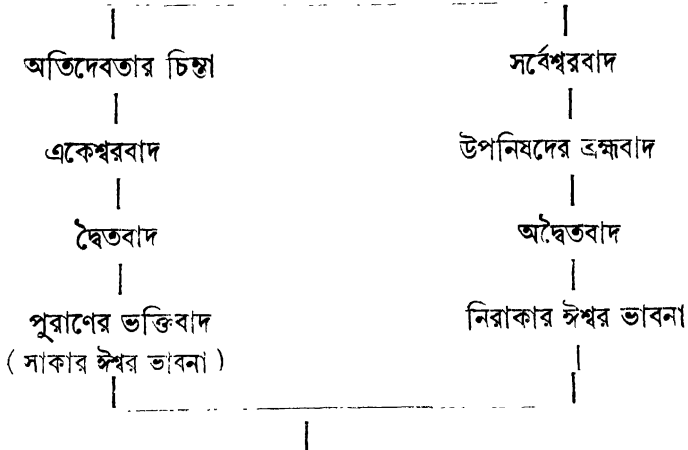 অতিদেবতার চিন্তা
সর্বেশ্বরবাদ
একেশ্বরবাদ
উপনিষদের ব্রহ্মবাদ
দ্বৈতবাদ
অদ্বৈতবাদ
পুরাণের ভক্তিবাদ
নিরাকার ঈশ্বর ভাবনা
( সাকার ঈশ্বর ভাবনা )